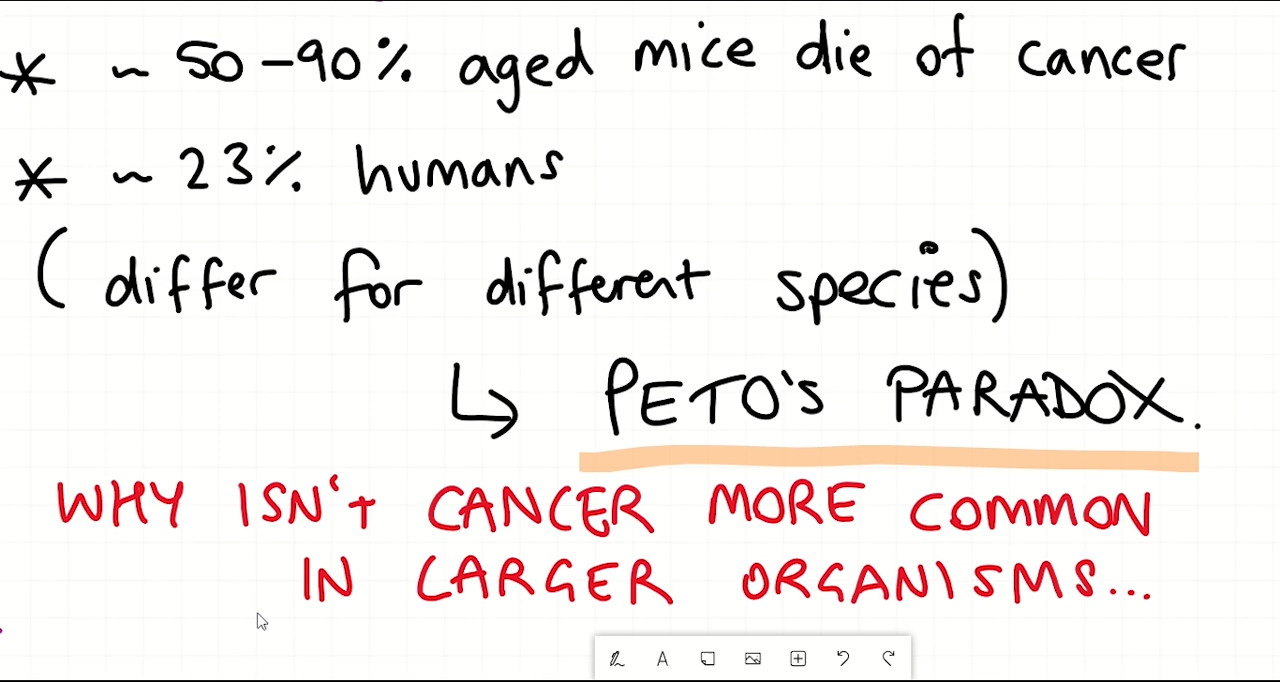 * ~ 50-90% aged mice die of cancer
* ~ 23% humans
(differ for different species)
↳ PETO'S PARADOX.
WHY ISN't CANCER MORE COMMON
IN LARGER ORGANISMS...
A